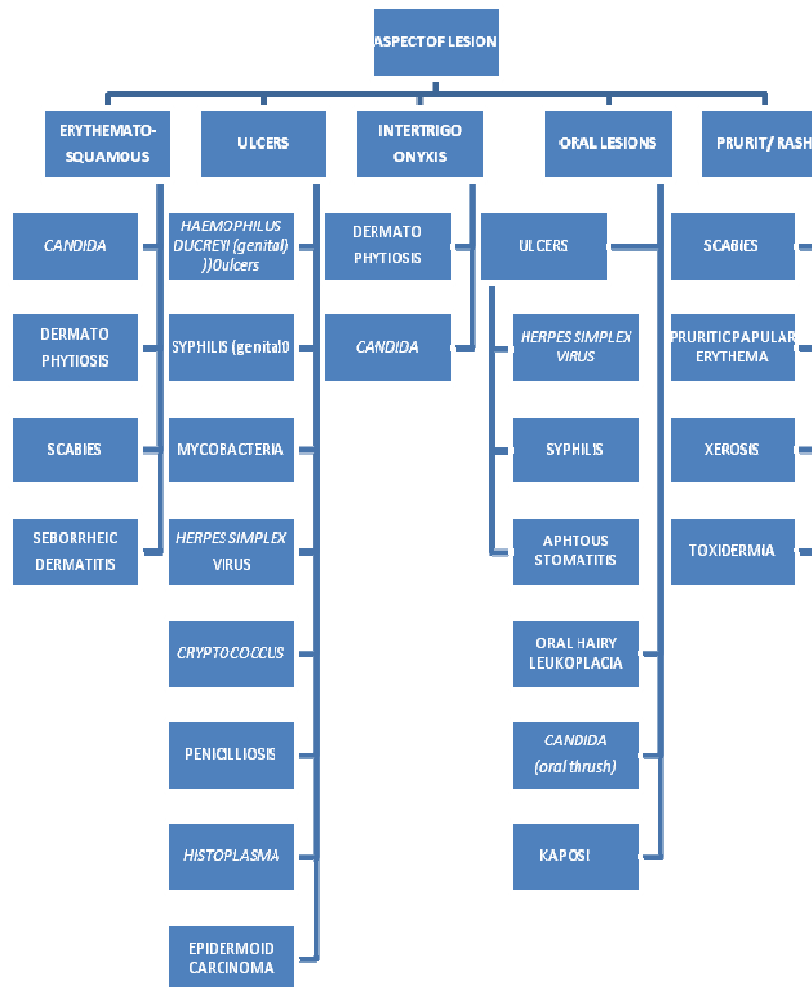 ASPECT OF LESION
ERYTHEMATO-
SQUAMOUS
ULCERS
INTERTRIGO
ONYXIS
ORAL LESIONS
PRURIT/ RASH
CANDIDA
DERMATO
PHYTIOSIS
SCABIES
SEBORRHEIC
DERMATITIS
HAEMOPHILUS
DUCREYI (genital)
))0ulcers
SYPHILIS (genital)0
MYCOBACTERIA
HERPES SIMPLEX
VIRUS
CRYPTOCOCCUS
PENICILLIOSIS
HISTOPLASMA
EPIDERMOID
CARCINOMA
DERMATO
PHYTIOSIS
CANDIDA
ULCERS
HERPES SIMPLEX
VIRUS
SYPHILIS
APHTOUS
STOMATITIS
ORAL HAIRY
LEUKOPLACIA
CANDIDA
(oral thrush)
KAPOSI
SCABIES
PRURITIC PAPULAR
ERYTHEMA
XEROSIS
TOXIDERMIA